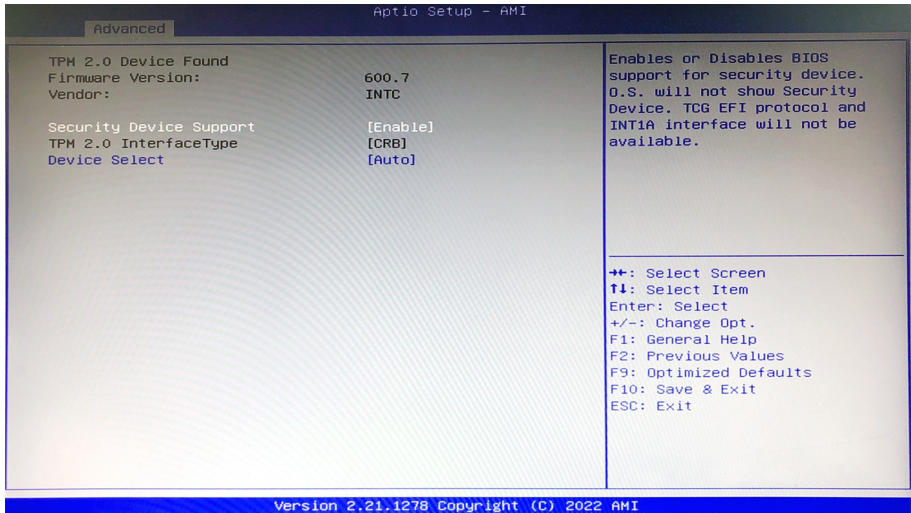 Aptio Setup – AMI
Advanced
TPM 2.0 Device Found
Firmware Version: 600.7
Vendor: INTC
Security Device Support [Enable]
TPM 2.0 InterfaceType [CRB]
Device Select [Auto]
Enables or Disables BIOS
support for security device.
O.S. will not show Security
Device. TCG EFI protocol and
INT1A interface will not be
available.
→←: Select Screen
↑↓: Select Item
Enter: Select
+/-: Change Opt.
F1: General Help
F2: Previous Values
F9: Optimized Defaults
F10: Save & Exit
ESC: Exit
Version 2.21.1278 Copyright (C) 2022 AMI